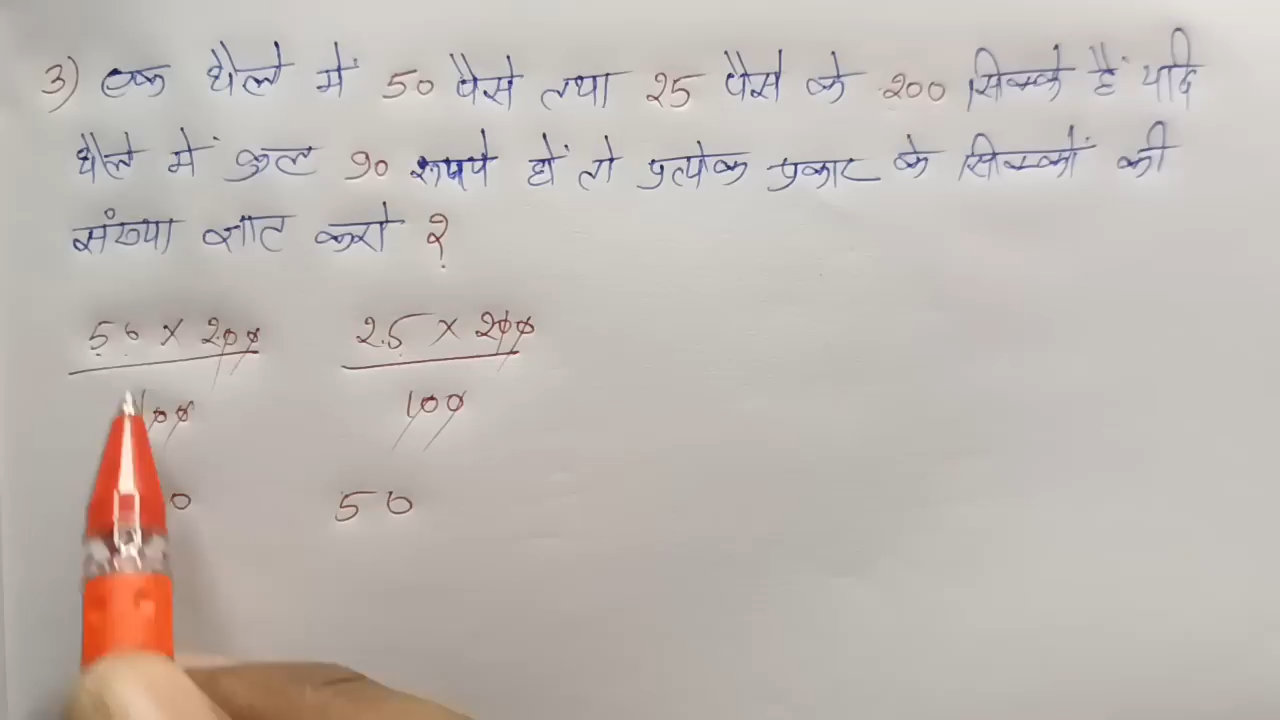 3) एक थैले में 50 पैसे तथा 25 पैसे के 200 सिक्के हैं यदि
थैले में कुल 90 रूपये हों तो प्रत्येक प्रकार के सिक्कों की
संख्या ज्ञात करो ?
50 × 200 25 × 200
100 100
0 50